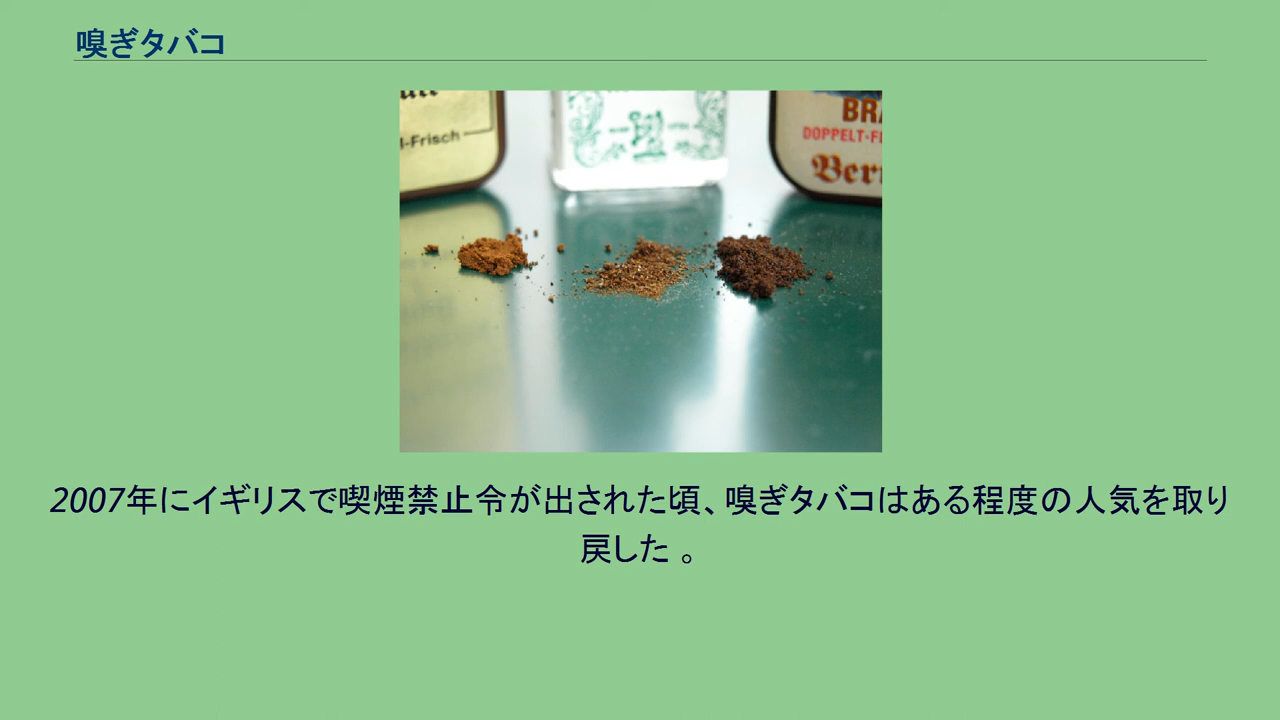 嗅ぎタバコ
l-Frisch
BRA
DOPPELT-F
Bern
2007年にイギリスで喫煙禁止令が出された頃、嗅ぎタバコはある程度の人気を取り
戻した 。